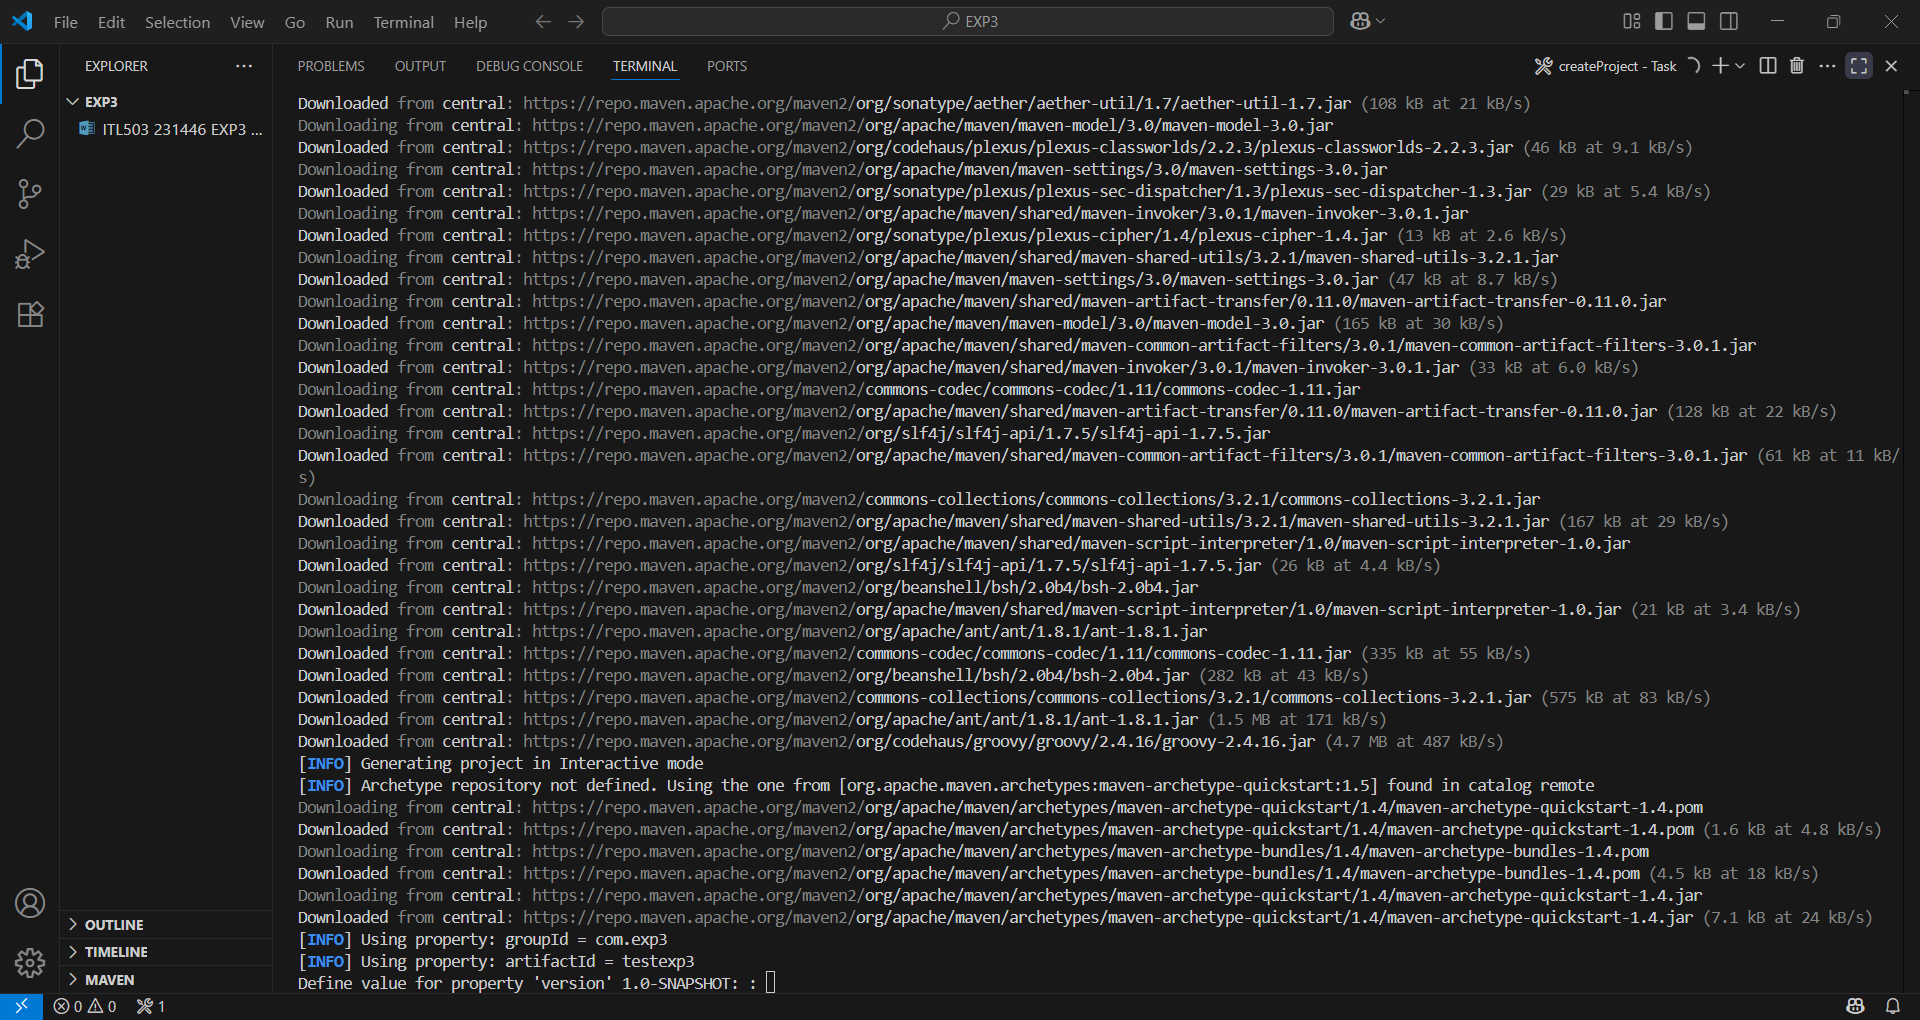 File Edit Selection View Go Run Terminal Help
EXP3
EXPLORER
EXP3
ITL503 231446 EXP3 ...
PROBLEMS OUTPUT DEBUG CONSOLE TERMINAL PORTS
createProject - Task
Downloaded from central: https://repo.maven.apache.org/maven2/org/sonatype/aether/aether-util/1.7/aether-util-1.7.jar (108 kB at 21 kB/s)
Downloading from central: https://repo.maven.apache.org/maven2/org/apache/maven/maven-model/3.0/maven-model-3.0.jar
Downloaded from central: https://repo.maven.apache.org/maven2/org/codehaus/plexus/plexus-classworlds/2.2.3/plexus-classworlds-2.2.3.jar (46 kB at 9.1 kB/s)
Downloading from central: https://repo.maven.apache.org/maven2/org/apache/maven/maven-settings/3.0/maven-settings-3.0.jar
Downloaded from central: https://repo.maven.apache.org/maven2/org/sonatype/plexus/plexus-sec-dispatcher/1.3/plexus-sec-dispatcher-1.3.jar (29 kB at 5.4 kB/s)
Downloading from central: https://repo.maven.apache.org/maven2/org/apache/maven/shared/maven-invoker/3.0.1/maven-invoker-3.0.1.jar
Downloaded from central: https://repo.maven.apache.org/maven2/org/sonatype/plexus/plexus-cipher/1.4/plexus-cipher-1.4.jar (13 kB at 2.6 kB/s)
Downloading from central: https://repo.maven.apache.org/maven2/org/apache/maven/shared/maven-shared-utils/3.2.1/maven-shared-utils-3.2.1.jar
Downloaded from central: https://repo.maven.apache.org/maven2/org/apache/maven/maven-settings/3.0/maven-settings-3.0.jar (47 kB at 8.7 kB/s)
Downloading from central: https://repo.maven.apache.org/maven2/org/apache/maven/shared/maven-artifact-transfer/0.11.0/maven-artifact-transfer-0.11.0.jar
Downloaded from central: https://repo.maven.apache.org/maven2/org/apache/maven/maven-model/3.0/maven-model-3.0.jar (165 kB at 30 kB/s)
Downloading from central: https://repo.maven.apache.org/maven2/org/apache/maven/shared/maven-common-artifact-filters/3.0.1/maven-common-artifact-filters-3.0.1.jar
Downloaded from central: https://repo.maven.apache.org/maven2/org/apache/maven/shared/maven-invoker/3.0.1/maven-invoker-3.0.1.jar (33 kB at 6.0 kB/s)
Downloading from central: https://repo.maven.apache.org/maven2/commons-codec/commons-codec/1.11/commons-codec-1.11.jar
Downloaded from central: https://repo.maven.apache.org/maven2/org/apache/maven/shared/maven-artifact-transfer/0.11.0/maven-artifact-transfer-0.11.0.jar (128 kB at 22 kB/s)
Downloading from central: https://repo.maven.apache.org/maven2/org/slf4j/slf4j-api/1.7.5/slf4j-api-1.7.5.jar
Downloaded from central: https://repo.maven.apache.org/maven2/org/apache/maven/shared/maven-common-artifact-filters/3.0.1/maven-common-artifact-filters-3.0.1.jar (61 kB at 11 kB/
s)
Downloading from central: https://repo.maven.apache.org/maven2/commons-collections/commons-collections/3.2.1/commons-collections-3.2.1.jar
Downloaded from central: https://repo.maven.apache.org/maven2/org/apache/maven/shared/maven-shared-utils/3.2.1/maven-shared-utils-3.2.1.jar (167 kB at 29 kB/s)
Downloading from central: https://repo.maven.apache.org/maven2/org/apache/maven/shared/maven-script-interpreter/1.0/maven-script-interpreter-1.0.jar
Downloaded from central: https://repo.maven.apache.org/maven2/org/slf4j/slf4j-api/1.7.5/slf4j-api-1.7.5.jar (26 kB at 4.4 kB/s)
Downloading from central: https://repo.maven.apache.org/maven2/org/beanshell/bsh/2.0b4/bsh-2.0b4.jar
Downloaded from central: https://repo.maven.apache.org/maven2/org/apache/maven/shared/maven-script-interpreter/1.0/maven-script-interpreter-1.0.jar (21 kB at 3.4 kB/s)
Downloading from central: https://repo.maven.apache.org/maven2/org/apache/ant/ant/1.8.1/ant-1.8.1.jar
Downloaded from central: https://repo.maven.apache.org/maven2/commons-codec/commons-codec/1.11/commons-codec-1.11.jar (335 kB at 55 kB/s)
Downloaded from central: https://repo.maven.apache.org/maven2/org/beanshell/bsh/2.0b4/bsh-2.0b4.jar (282 kB at 43 kB/s)
Downloaded from central: https://repo.maven.apache.org/maven2/commons-collections/commons-collections/3.2.1/commons-collections-3.2.1.jar (575 kB at 83 kB/s)
Downloaded from central: https://repo.maven.apache.org/maven2/org/apache/ant/ant/1.8.1/ant-1.8.1.jar (1.5 MB at 171 kB/s)
Downloaded from central: https://repo.maven.apache.org/maven2/org/codehaus/groovy/groovy/2.4.16/groovy-2.4.16.jar (4.7 MB at 487 kB/s)
[INFO] Generating project in Interactive mode
[INFO] Archetype repository not defined. Using the one from [org.apache.maven.archetypes:maven-archetype-quickstart:1.5] found in catalog remote
Downloading from central: https://repo.maven.apache.org/maven2/org/apache/maven/archetypes/maven-archetype-quickstart/1.4/maven-archetype-quickstart-1.4.pom
Downloaded from central: https://repo.maven.apache.org/maven2/org/apache/maven/archetypes/maven-archetype-quickstart/1.4/maven-archetype-quickstart-1.4.pom (1.6 kB at 4.8 kB/s)
Downloading from central: https://repo.maven.apache.org/maven2/org/apache/maven/archetypes/maven-archetype-bundles/1.4/maven-archetype-bundles-1.4.pom
Downloaded from central: https://repo.maven.apache.org/maven2/org/apache/maven/archetypes/maven-archetype-bundles/1.4/maven-archetype-bundles-1.4.pom (4.5 kB at 18 kB/s)
Downloading from central: https://repo.maven.apache.org/maven2/org/apache/maven/archetypes/maven-archetype-quickstart/1.4/maven-archetype-quickstart-1.4.jar
Downloaded from central: https://repo.maven.apache.org/maven2/org/apache/maven/archetypes/maven-archetype-quickstart/1.4/maven-archetype-quickstart-1.4.jar (7.1 kB at 24 kB/s)
[INFO] Using property: groupId = com.exp3
[INFO] Using property: artifactId = testexp3
Define value for property 'version' 1.0-SNAPSHOT: :
OUTLINE
TIMELINE
MAVEN
0 0 1